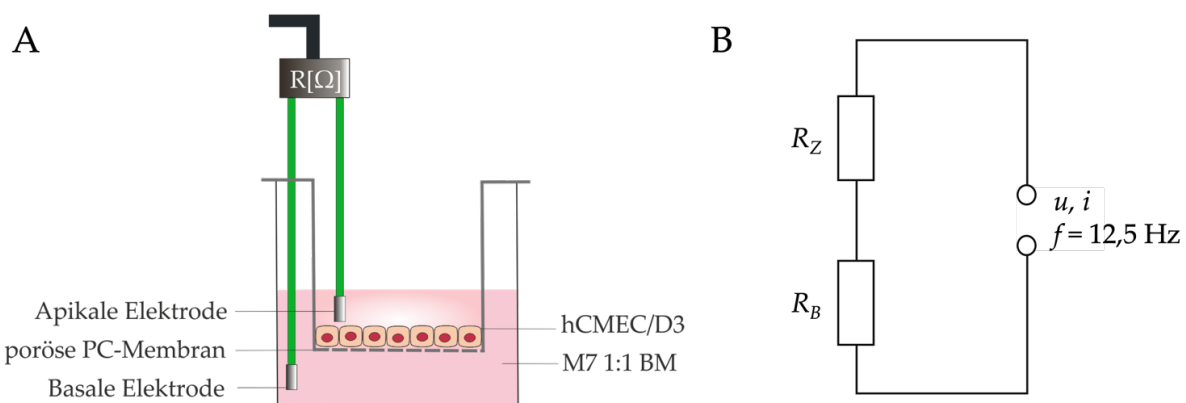 A
R[Ω]
Apikale Elektrode
poröse PC-Membran
Basale Elektrode
hCMEC/D3
M7 1:1 BM
B
R_Z
R_B
u, i
f = 12,5 Hz